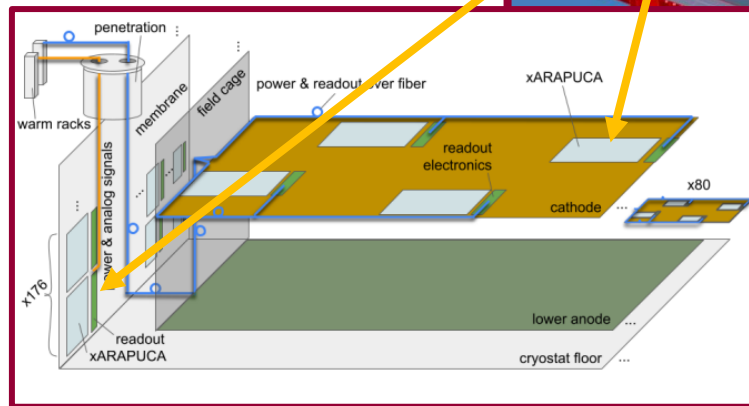 penetration
warm racks
membrane
field cage
power & readout over fiber
xARAPUCA
readout
electronics
x80
cathode
...
power & analog signals
x176
readout
xARAPUCA
lower anode
...
cryostat floor
...